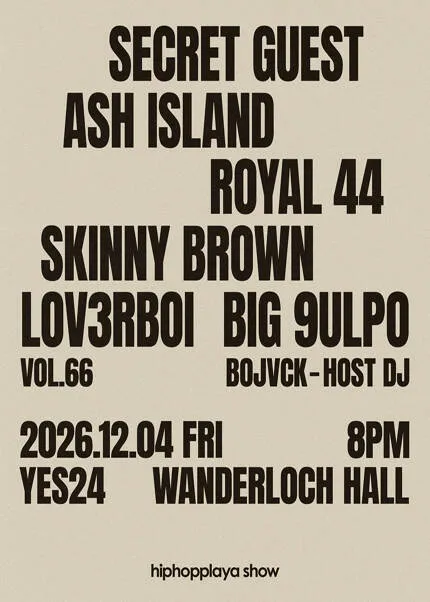 SECRET GUEST
ASH ISLAND
ROYAL 44
SKINNY BROWN
LOV3RBOI BIG 9ULPO
VOL.66 BOJVCK-HOST DJ
2026.12.04 FRI 8PM
YES24 WANDERLOCH HALL
hiphopplaya show